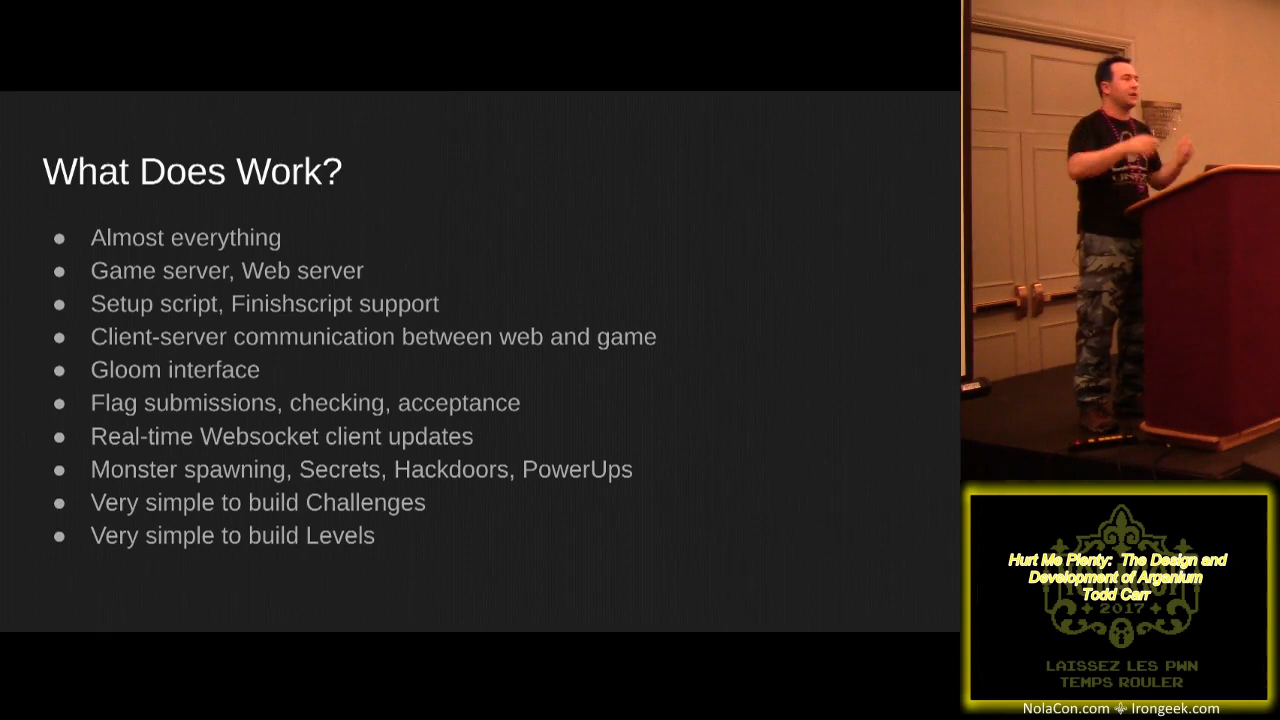 What Does Work?
● Almost everything
● Game server, Web server
● Setup script, Finishscript support
● Client-server communication between web and game
● Gloom interface
● Flag submissions, checking, acceptance
● Real-time Websocket client updates
● Monster spawning, Secrets, Hackdoors, PowerUps
● Very simple to build Challenges
● Very simple to build Levels
Hurt Me Plenty: The Design and
Development of Arganium
Todd Carr
2017
LAISSEZ LES PWN
TEMPS ROULER
NolaCon.com ⚜ Irongeek.com